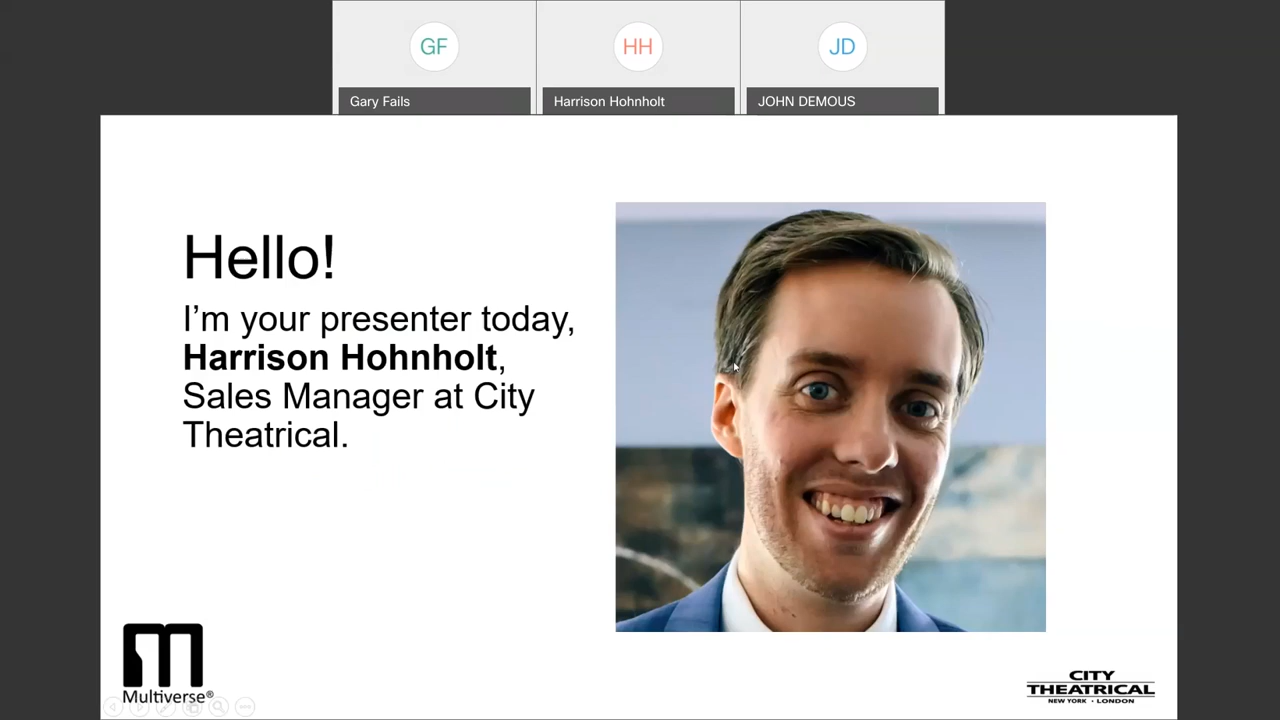 GF
HH
JD
Gary Fails
Harrison Hohnholt
JOHN DEMOUS
Hello!
I’m your presenter today,
Harrison Hohnholt,
Sales Manager at City
Theatrical.
Multiverse®
CITY
THEATRICAL
NEW YORK • LONDON